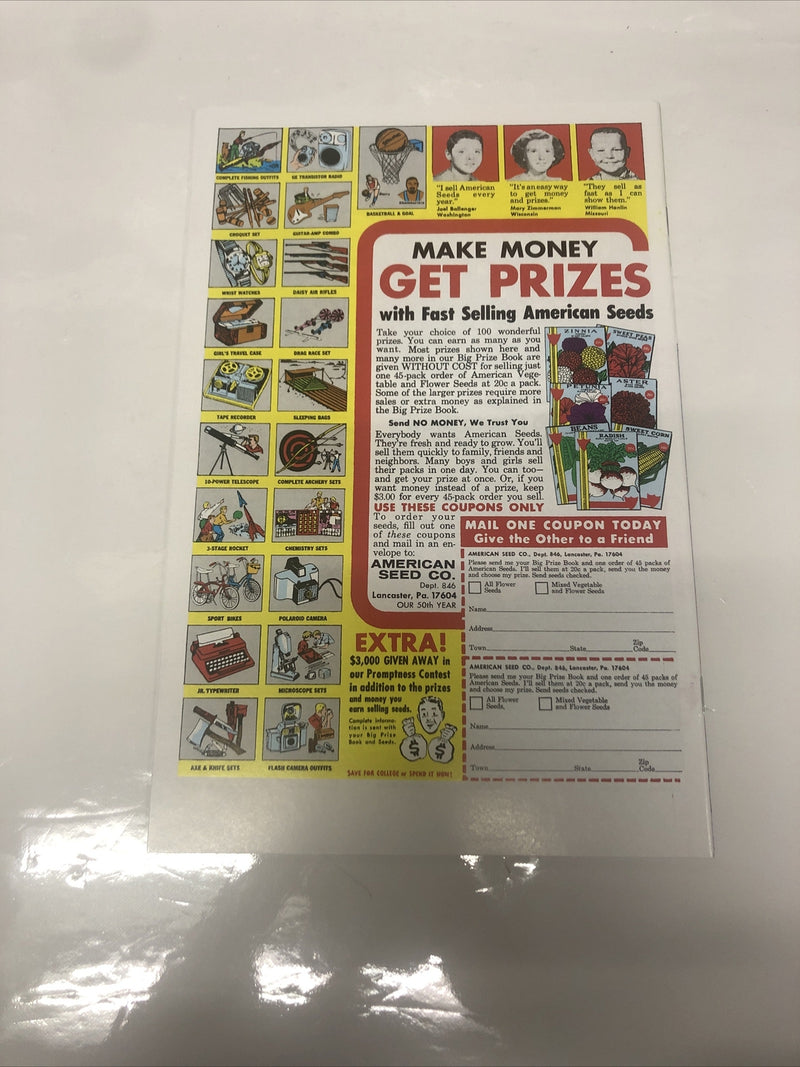 COMPLETE FISHING OUTFITS
GE TRANSISTOR RADIO
CROQUET SET
GUITAR-AMP COMBO
WRIST WATCHES
DAISY AIR RIFLES
GIRL'S TRAVEL CASE
DRAG RACE SET
TAPE RECORDER
SLEEPING BAGS
10-POWER TELESCOPE
COMPLETE ARCHERY SETS
3-STAGE ROCKET
CHEMISTRY SETS
SPORT BIKES
POLAROID CAMERA
JR. TYPEWRITER
MICROSCOPE SETS
AXE & KNIFE SETS
FLASH CAMERA OUTFITS
BASKETBALL & GOAL
"I sell American
Seeds every
year."
Joel Ballenger
Washington
"It's an easy way
to get money
and prizes."
Mary Zimmerman
Wisconsin
"They sell as
fast as I can
show them."
William Hanlin
Missouri
MAKE MONEY
GET PRIZES
with Fast Selling American Seeds
Take your choice of 100 wonderful
prizes. You can earn as many as you
want. Most prizes shown here and
many more in our Big Prize Book are
given WITHOUT COST for selling just
one 45-pack order of American Vege-
table and Flower Seeds at 20c a pack.
Some of the larger prizes require more
sales or extra money as explained in
the Big Prize Book.
Send NO MONEY, We Trust You
Everybody wants American Seeds.
They're fresh and ready to grow. You'll
sell them quickly to family, friends and
neighbors. Many boys and girls sell
their packs in one day. You can too—
and get your prize at once. Or, if you
want money instead of a prize, keep
$3.00 for every 45-pack order you sell.
ZINNIA
SWEET PEAS
PETUNIA
ASTER
BEANS
RADISH
SWEET CORN
USE THESE COUPONS ONLY
To order your
seeds, fill out one
of these coupons
and mail in an en-
velope to:
AMERICAN
SEED CO.
Dept. 846
Lancaster, Pa. 17604
OUR 50th YEAR
MAIL ONE COUPON TODAY
Give the Other to a Friend
AMERICAN SEED CO., Dept. 846, Lancaster, Pa. 17604
Please send me your Big Prize Book and one order of 45 packs of
American Seeds. I'll sell them at 20c a pack, send you the money
and choose my prize. Send seeds checked.
All Flower
Seeds
Mixed Vegetable
and Flower Seeds
Name
Address
Town State Zip Code
AMERICAN SEED CO., Dept. 846, Lancaster, Pa. 17604
Please send me your Big Prize Book and one order of 45 packs of
American Seeds. I'll sell them at 20c a pack, send you the money
and choose my prize. Send seeds checked.
All Flower
Seeds,
Mixed Vegetable
and Flower Seeds
Name
Address
Town State Zip Code
EXTRA!
$3,000 GIVEN AWAY in
our Promptness Contest
in addition to the prizes
and money you
earn selling seeds.
Complete informa-
tion is sent with
your Big Prize
Book and Seeds.
$
$
SAVE FOR COLLEGE or SPEND IT NOW!